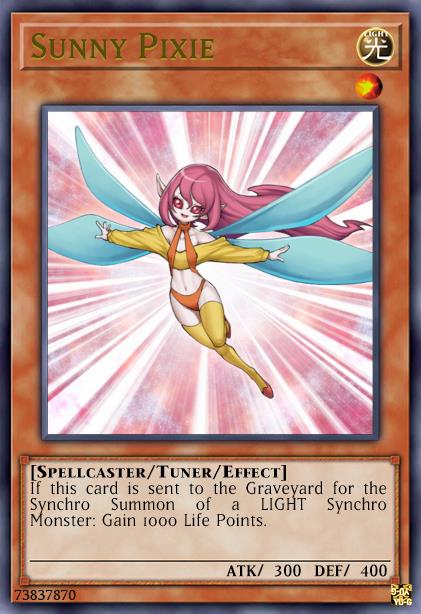 Sunny Pixie
LIGHT
光
[Spellcaster/Tuner/Effect]
If this card is sent to the Graveyard for the
Synchro Summon of a LIGHT Synchro
Monster: Gain 1000 Life Points.
ATK/ 300 DEF/ 400
73837870